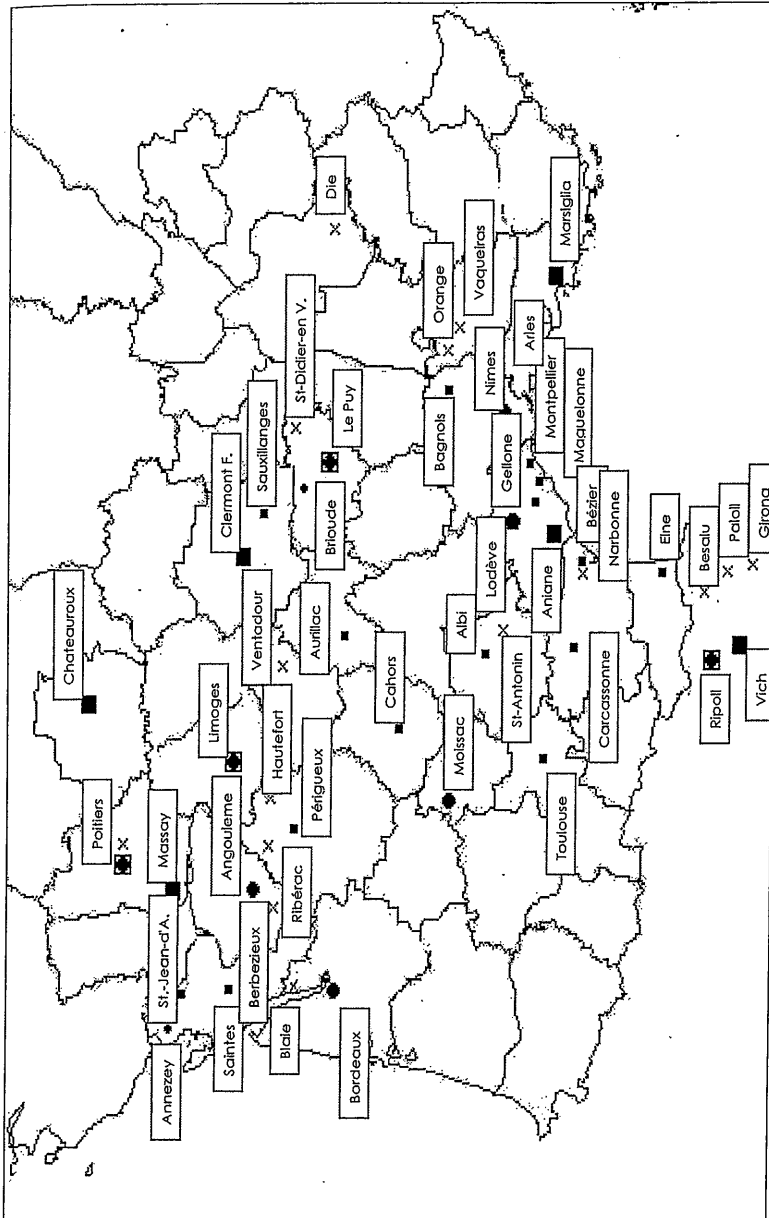 Chateauroux
Poitiers
Massay
St.-Jean-d'A.
Annezey
Limoges
Angouleme
Saintes
Berbezieux
Blaie
Bordeaux
Ribérac
Périgueux
Hautefort
Ventadour
Clermont F.
Sauxillanges
St-Didier-en V.
Le Puy
Brioude
Aurillac
Cahors
Die
Moissac
Albi
Lodève
Gellone
Bagnols
Orange
Vaqueiras
Nimes
Arles
Marsiglia
Montpellier
Maguelonne
St-Antonin
Aniane
Bézier
Narbonne
Toulouse
Carcassonne
Elne
Besalu
Paloll
Girona
Ripoll
Vich